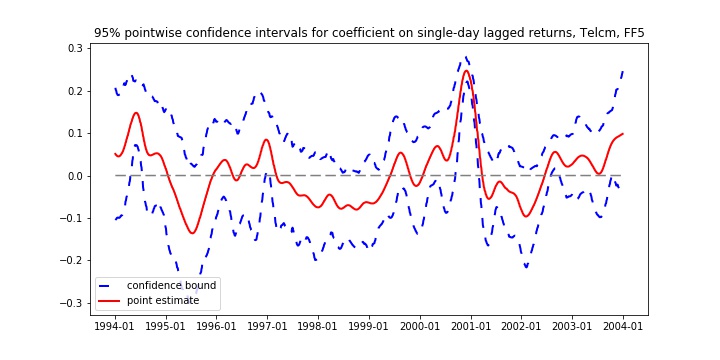 95% pointwise confidence intervals for coefficient on single-day lagged returns, Telcm, FF5
0.3
0.2
0.1
0.0
−0.1
−0.2
−0.3
confidence bound
point estimate
1994-01 1995-01 1996-01 1997-01 1998-01 1999-01 2000-01 2001-01 2002-01 2003-01 2004-01